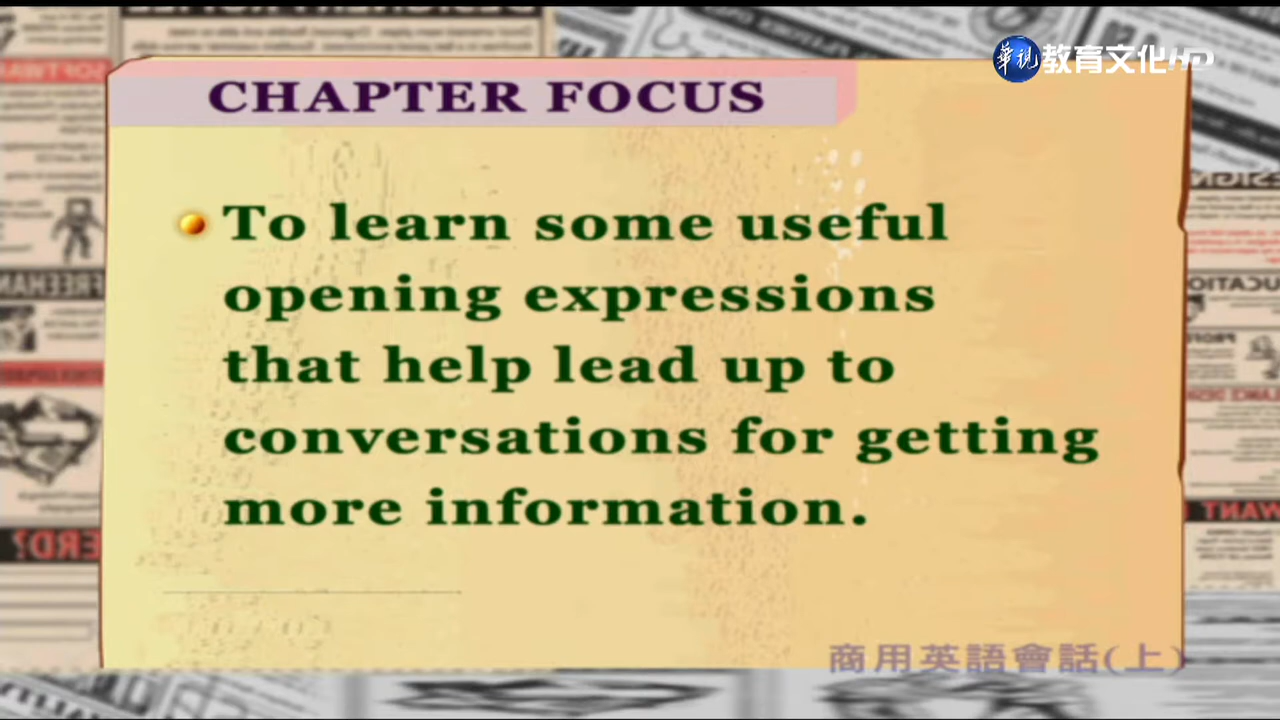 華視 教育文化HD
CHAPTER FOCUS
To learn some useful
opening expressions
that help lead up to
conversations for getting
more information.
商用英語會話(上)